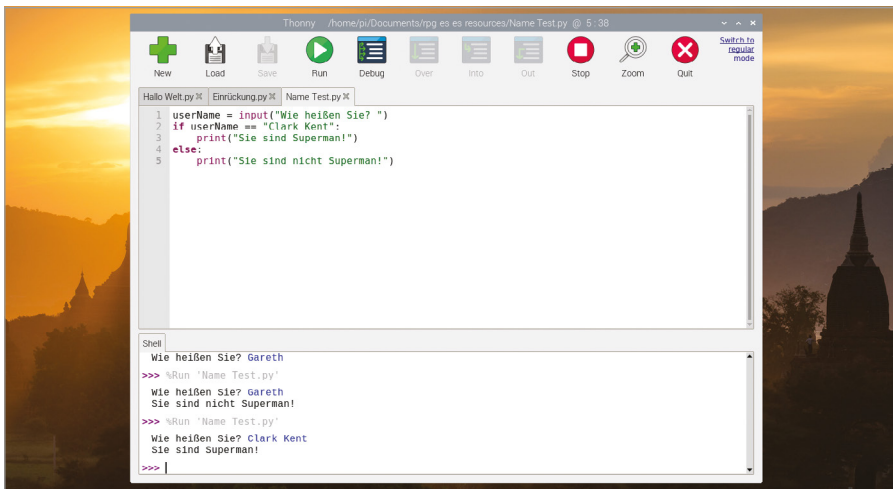 Thonny /home/pi/Documents/rpg es es resources/Name Test.py @ 5:38
New Load Save Run Debug Over Into Out Stop Zoom Quit
Switch to
regular
mode
Hallo Welt.py Einrückung.py Name Test.py
1 userName = input("Wie heißen Sie? ")
2 if userName == "Clark Kent":
3 print("Sie sind Superman!")
4 else:
5 print("Sie sind nicht Superman!")
Shell
Wie heißen Sie? Gareth
>>> %Run 'Name Test.py'
Wie heißen Sie? Gareth
Sie sind nicht Superman!
>>> %Run 'Name Test.py'
Wie heißen Sie? Clark Kent
Sie sind Superman!
>>>